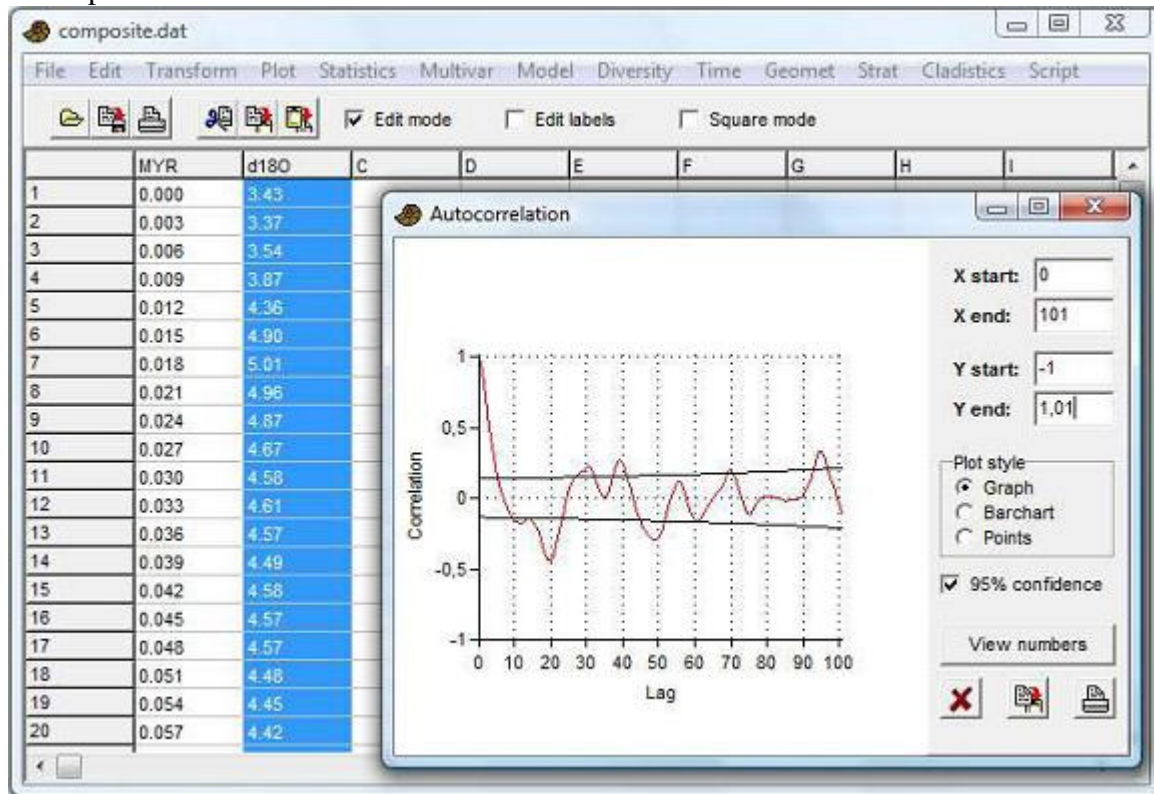 composite.dat
File Edit Transform Plot Statistics Multivar Model Diversity Time Geomet Strat Cladistics Script
Edit mode Edit labels Square mode
MYR d18O C D E F G H I
1 0.000 3.43
2 0.003 3.37
3 0.006 3.54
4 0.009 3.87
5 0.012 4.36
6 0.015 4.90
7 0.018 5.01
8 0.021 4.96
9 0.024 4.87
10 0.027 4.67
11 0.030 4.58
12 0.033 4.61
13 0.036 4.57
14 0.039 4.49
15 0.042 4.58
16 0.045 4.57
17 0.048 4.57
18 0.051 4.48
19 0.054 4.45
20 0.057 4.42
Autocorrelation
1
0,5
0
-0,5
-1
Correlation
0 10 20 30 40 50 60 70 80 90 100
Lag
X start: 0
X end: 101
Y start: -1
Y end: 1,01
Plot style
Graph
Barchart
Points
95% confidence
View numbers